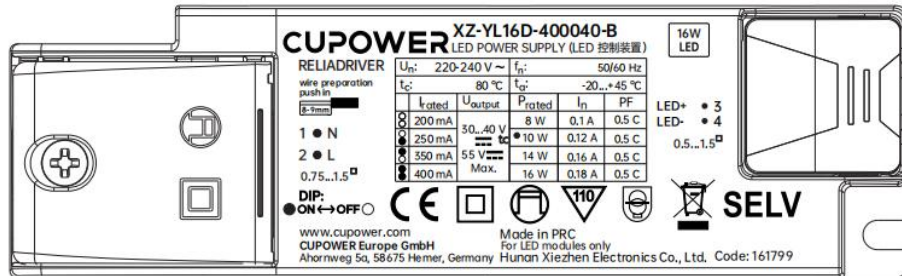 CUPOWER XZ-YL16D-400040-B
LED POWER SUPPLY (LED 控制装置)
16W
LED
RELIADRIVER
wire preparation
push in
8-9mm
1 ● N
2 ● L
0.75...1.5
DIP:
●ON↔OFF○
Un: 220-240 V ~ fn: 50/60 Hz
tc: 80 °C ta: -20...+45 °C
Irated Uoutput Prated In PF
200 mA 8 W 0.1 A 0.5 C
250 mA 30...40 V tc ● 10 W 0.12 A 0.5 C
350 mA 55 V 14 W 0.16 A 0.5 C
400 mA Max. 16 W 0.18 A 0.5 C
LED+ ● 3
LED- ● 4
0.5...1.5
CE
110
SELV
www.cupower.com
Made in PRC
CUPOWER Europe GmbH
For LED modules only
Ahornweg 5a, 58675 Hemer, Germany Hunan Xiezhen Electronics Co., Ltd. Code: 161799